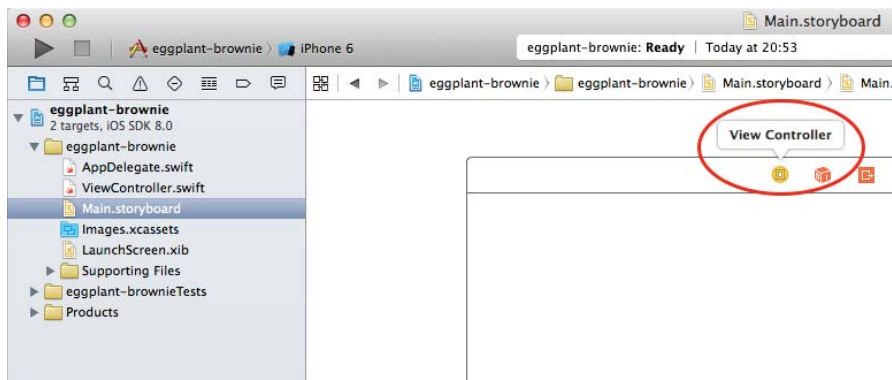 Main.storyboard
eggplant-brownie 〉 iPhone 6
eggplant-brownie: Ready | Today at 20:53
eggplant-brownie 〉 eggplant-brownie 〉 Main.storyboard 〉 Main.
eggplant-brownie
2 targets, iOS SDK 8.0
eggplant-brownie
AppDelegate.swift
ViewController.swift
Main.storyboard
Images.xcassets
LaunchScreen.xib
Supporting Files
eggplant-brownieTests
Products
View Controller